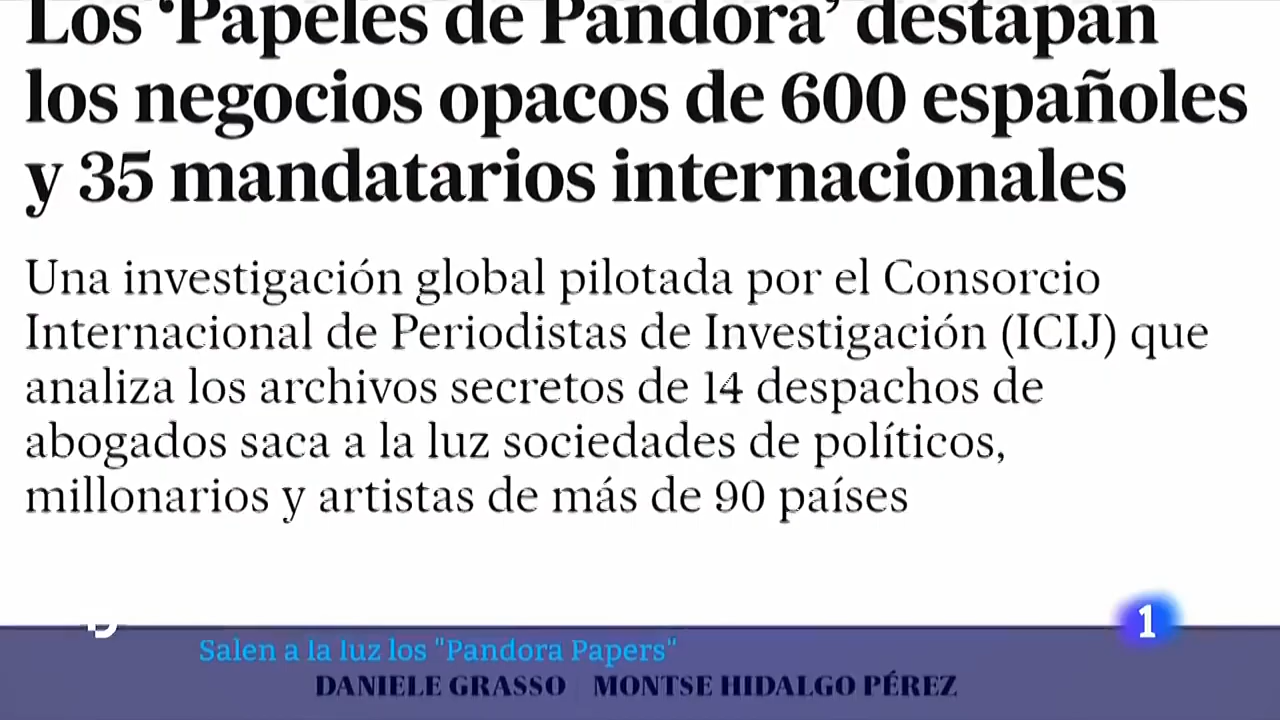 Los ‘Papeles de Pandora’ destapan
los negocios opacos de 600 españoles
y 35 mandatarios internacionales
Una investigación global pilotada por el Consorcio
Internacional de Periodistas de Investigación (ICIJ) que
analiza los archivos secretos de 14 despachos de
abogados saca a la luz sociedades de políticos,
millonarios y artistas de más de 90 países
1
Salen a la luz los "Pandora Papers"
DANIELE GRASSO MONTSE HIDALGO PÉREZ